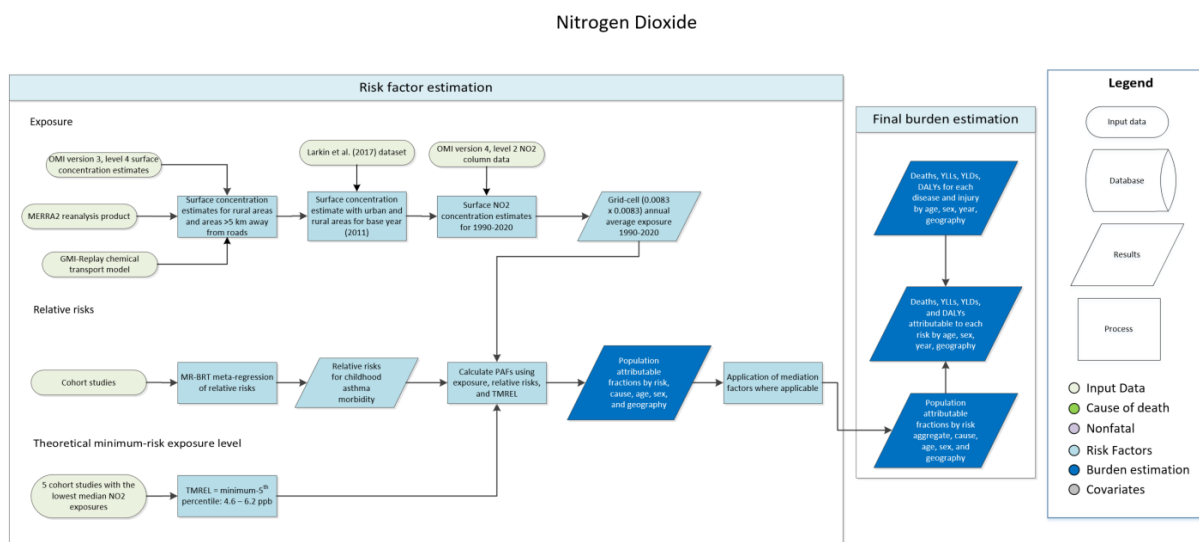 Nitrogen Dioxide
Risk factor estimation
Exposure
OMI version 3, level 4 surface
concentration estimates
MERRA2 reanalysis product
GMI-Replay chemical
transport model
Surface concentration
estimates for rural areas
and areas >5 km away
from roads
Larkin et al. (2017) dataset
Surface concentration
estimate with urban and
rural areas for base year
(2011)
OMI version 4, level 2 NO2
column data
Surface NO2
concentration estimates
for 1990-2020
Grid-cell (0.0083
x 0.0083) annual
average exposure
1990-2020
Relative risks
Cohort studies
MR-BRT meta-regression
of relative risks
Relative risks
for childhood
asthma
morbidity
Calculate PAFs using
exposure, relative risks,
and TMREL
Population
attributable
fractions by risk,
cause, age, sex,
and geography
Application of mediation
factors where applicable
Theoretical minimum-risk exposure level
5 cohort studies with the
lowest median NO2
exposures
TMREL = minimum-5th
percentile: 4.6 – 6.2 ppb
Final burden estimation
Deaths, YLLs, YLDs,
DALYs for each
disease and injury
by age, sex, year,
geography
Deaths, YLLs, YLDs,
and DALYs
attributable to each
risk by age, sex,
year, geography
Population
attributable
fractions by risk
aggregate, cause,
age, sex, and
geography
Legend
Input data
Database
Results
Process
Input Data
Cause of death
Nonfatal
Risk Factors
Burden estimation
Covariates